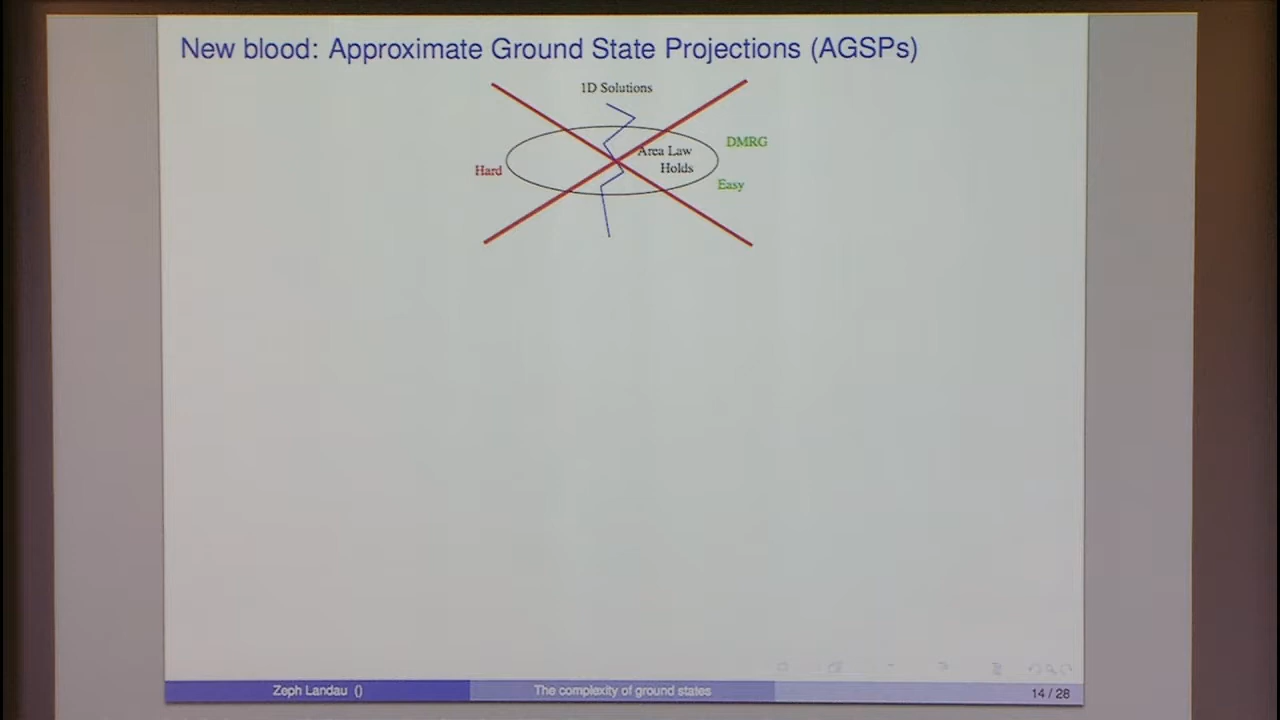 New blood: Approximate Ground State Projections (AGSPs)
1D Solutions
Area Law
Holds
DMRG
Hard
Easy
Zeph Landau ()
The complexity of ground states
14 / 28